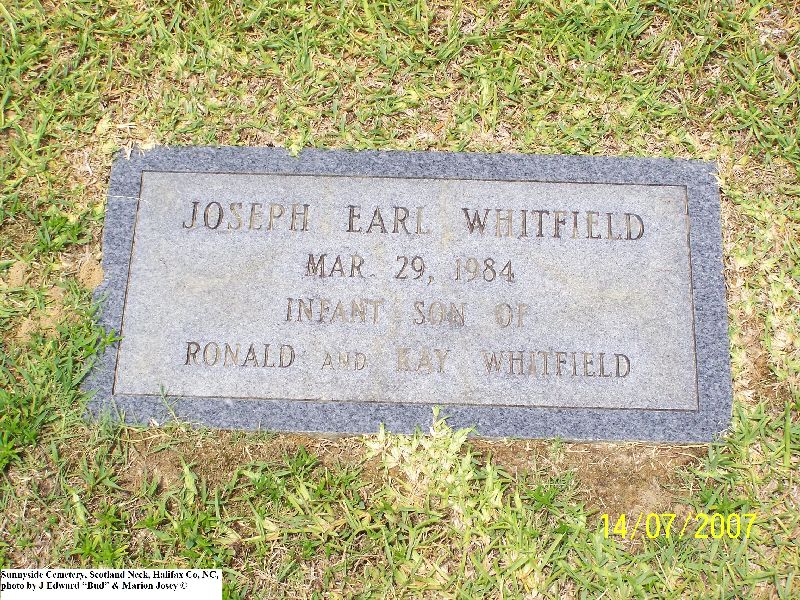 JOSEPH EARL WHITFIELD
MAR. 29, 1984
INFANT SON OF
RONALD AND KAY WHITFIELD
14/07/2007
Sunnyside Cemetery, Scotland Neck, Halifax Co, NC,
photo by J Edward "Bud" & Marion Josey ©